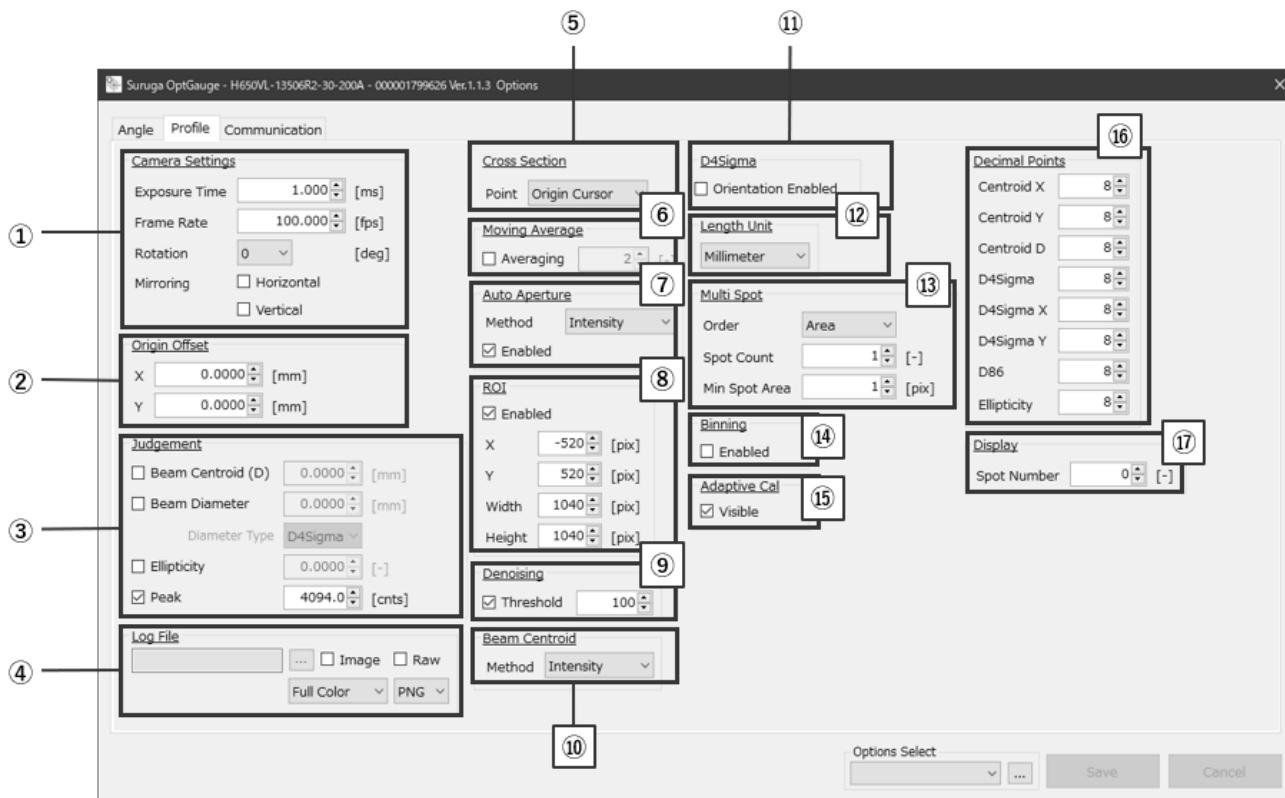 ⑤
⑪
Suruga OptGauge - H650VL-13506R2-30-200A - 000001799626 Ver.1.1.3 Options
Angle Profile Communication
①
Camera Settings
Exposure Time 1.000 [ms]
Frame Rate 100.000 [fps]
Rotation 0 [deg]
Mirroring Horizontal
Vertical
②
Origin Offset
X 0.0000 [mm]
Y 0.0000 [mm]
③
Judgement
Beam Centroid (D) 0.0000 [mm]
Beam Diameter 0.0000 [mm]
Diameter Type D4Sigma
Ellipticity 0.0000 [-]
Peak 4094.0 [cnts]
④
Log File
... Image Raw
Full Color PNG
Cross Section
Point Origin Cursor
⑥
Moving Average
Averaging 2 [-]
⑦
Auto Aperture
Method Intensity
Enabled
⑧
ROI
Enabled
X -520 [pix]
Y 520 [pix]
Width 1040 [pix]
Height 1040 [pix]
⑨
Denoising
Threshold 100
Beam Centroid
Method Intensity
⑩
D4Sigma
Orientation Enabled
⑫
Length Unit
Millimeter
⑬
Multi Spot
Order Area
Spot Count 1 [-]
Min Spot Area 1 [pix]
Binning
⑭
Enabled
Adaptive Cal
⑮
Visible
⑯
Decimal Points
Centroid X 8
Centroid Y 8
Centroid D 8
D4Sigma 8
D4Sigma X 8
D4Sigma Y 8
D86 8
Ellipticity 8
⑰
Display
Spot Number 0 [-]
Options Select
... Save Cancel